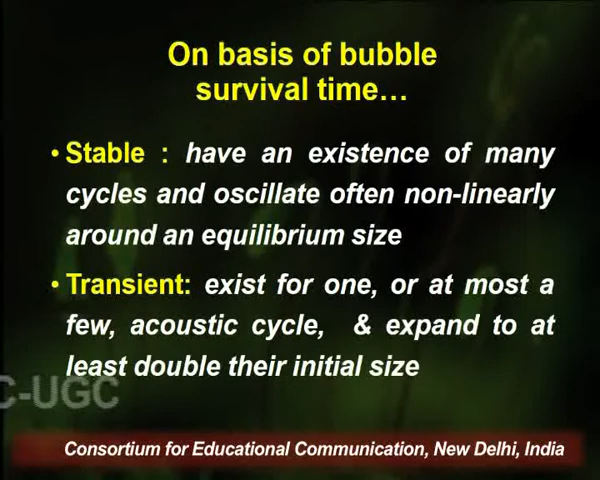 On basis of bubble
survival time…
• Stable : have an existence of many
cycles and oscillate often non-linearly
around an equilibrium size
• Transient: exist for one, or at most a
few, acoustic cycle, & expand to at
least double their initial size
C-UGC
Consortium for Educational Communication, New Delhi, India